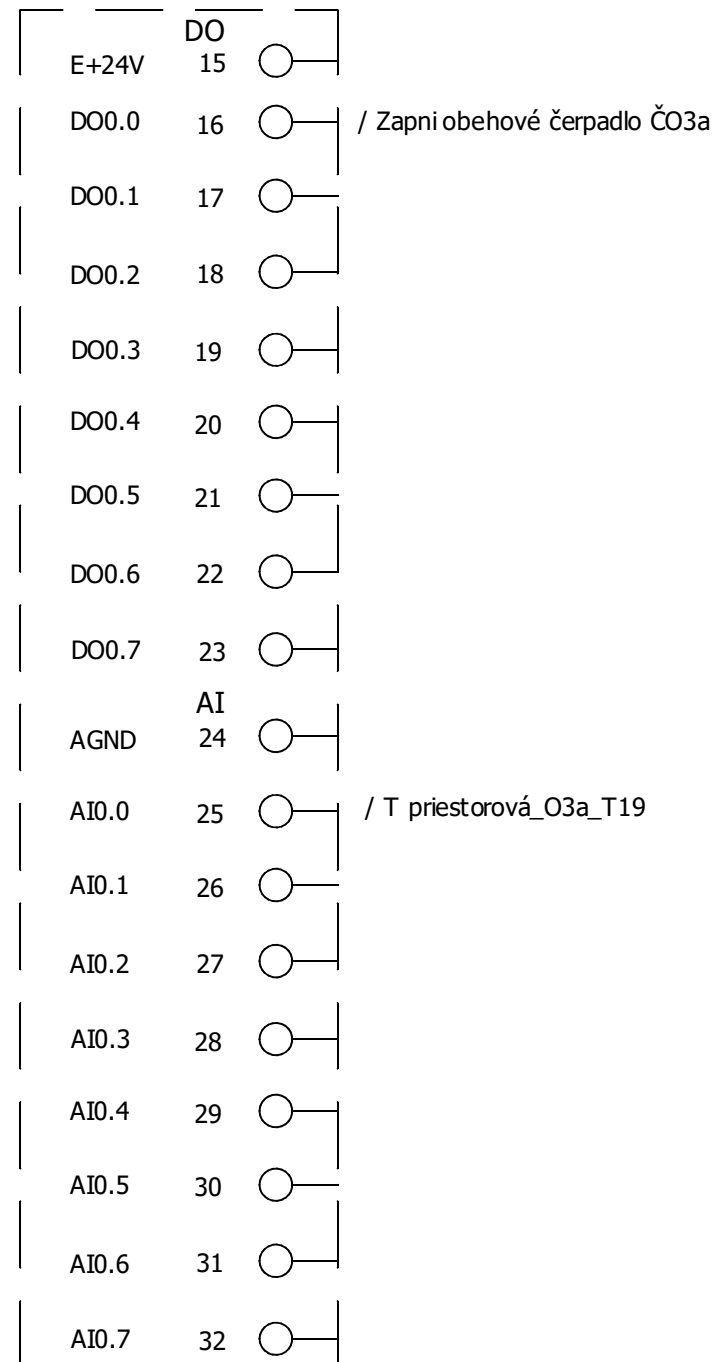 DO
E+24V 15
DO0.0 16 / Zapni obehové čerpadlo ČO3a
DO0.1 17
DO0.2 18
DO0.3 19
DO0.4 20
DO0.5 21
DO0.6 22
DO0.7 23
AI
AGND 24
AI0.0 25 / T priestorová_O3a_T19
AI0.1 26
AI0.2 27
AI0.3 28
AI0.4 29
AI0.5 30
AI0.6 31
AI0.7 32